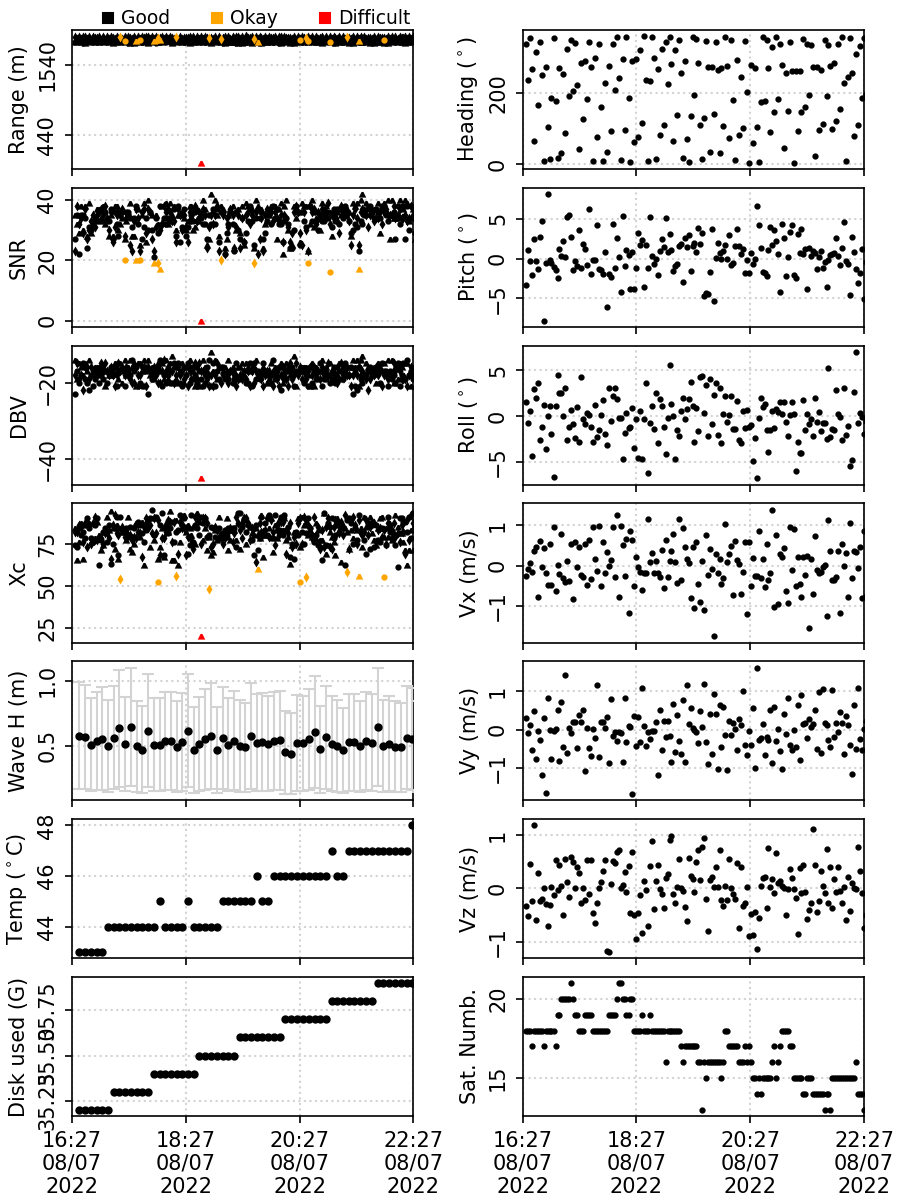 Good Okay Difficult
Range (m) 1540 440
Heading (°) 200 0
SNR 40 20 0
Pitch (°) 5 0 −5
DBV −20 −40
Roll (°) 5 0 −5
Xc 75 50 25
Vx (m/s) 1 0 −1
Wave H (m) 1.0 0.5
Vy (m/s) 1 0 −1
Temp (°C) 48 46 44
Vz (m/s) 1 0 −1
Disk used (G) 35.75 35.50 35.25
Sat. Numb. 20 15
16:27 18:27 20:27 22:27 16:27 18:27 20:27 22:27
08/07 08/07 08/07 08/07 08/07 08/07 08/07 08/07
2022 2022 2022 2022 2022 2022 2022 2022